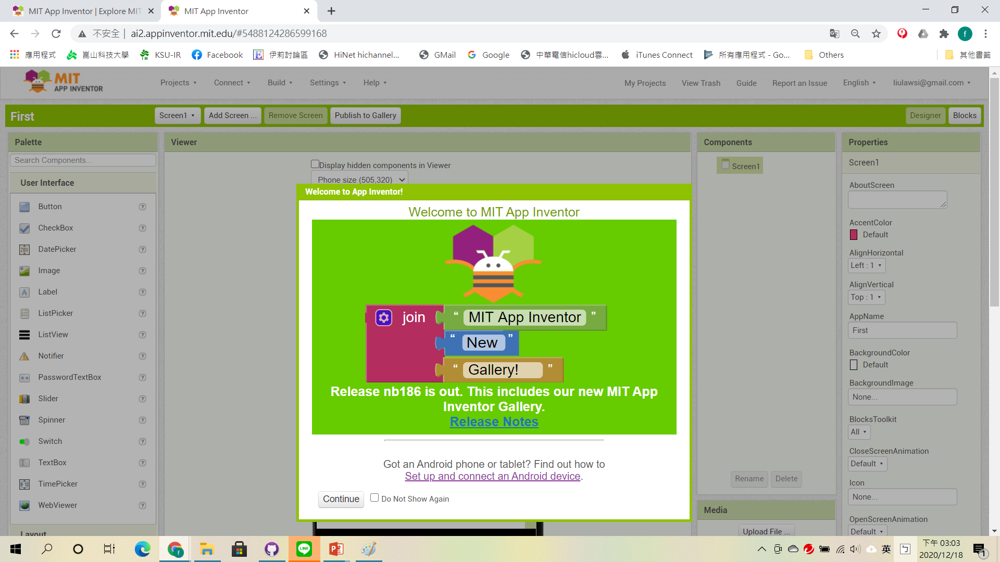 MIT App Inventor | Explore MIT
MIT App Inventor
不安全 | ai2.appinventor.mit.edu/#5488124286599168
f
應用程式
崑山科技大學
KSU-IR
Facebook
伊莉討論區
HiNet hichannel...
GMail
Google
中華電信hicloud雲...
iTunes Connect
所有應用程式 - Go...
Others
其他書籤
MIT
APP INVENTOR
Projects
Connect
Build
Settings
Help
My Projects
View Trash
Guide
Report an Issue
English
liulawsi@gmail.com
First
Screen1
Add Screen ...
Remove Screen
Publish to Gallery
Designer
Blocks
Palette
Search Components...
User Interface
Button
CheckBox
DatePicker
Image
Label
ListPicker
ListView
Notifier
PasswordTextBox
Slider
Spinner
Switch
TextBox
TimePicker
WebViewer
Layout
Viewer
Display hidden components in Viewer
Phone size (505,320)
Welcome to App Inventor!
Welcome to MIT App Inventor
join “ MIT App Inventor ”
“ New ”
“ Gallery! ”
Release nb186 is out. This includes our new MIT App
Inventor Gallery.
Release Notes
Got an Android phone or tablet? Find out how to
Set up and connect an Android device.
Continue
Do Not Show Again
Components
Screen1
Rename
Delete
Media
Upload File ...
Properties
Screen1
AboutScreen
AccentColor
Default
AlignHorizontal
Left : 1
AlignVertical
Top : 1
AppName
First
BackgroundColor
Default
BackgroundImage
None...
BlocksToolkit
All
CloseScreenAnimation
Default
Icon
None...
OpenScreenAnimation
Default
LINE
英
下午 03:03
2020/12/18
1